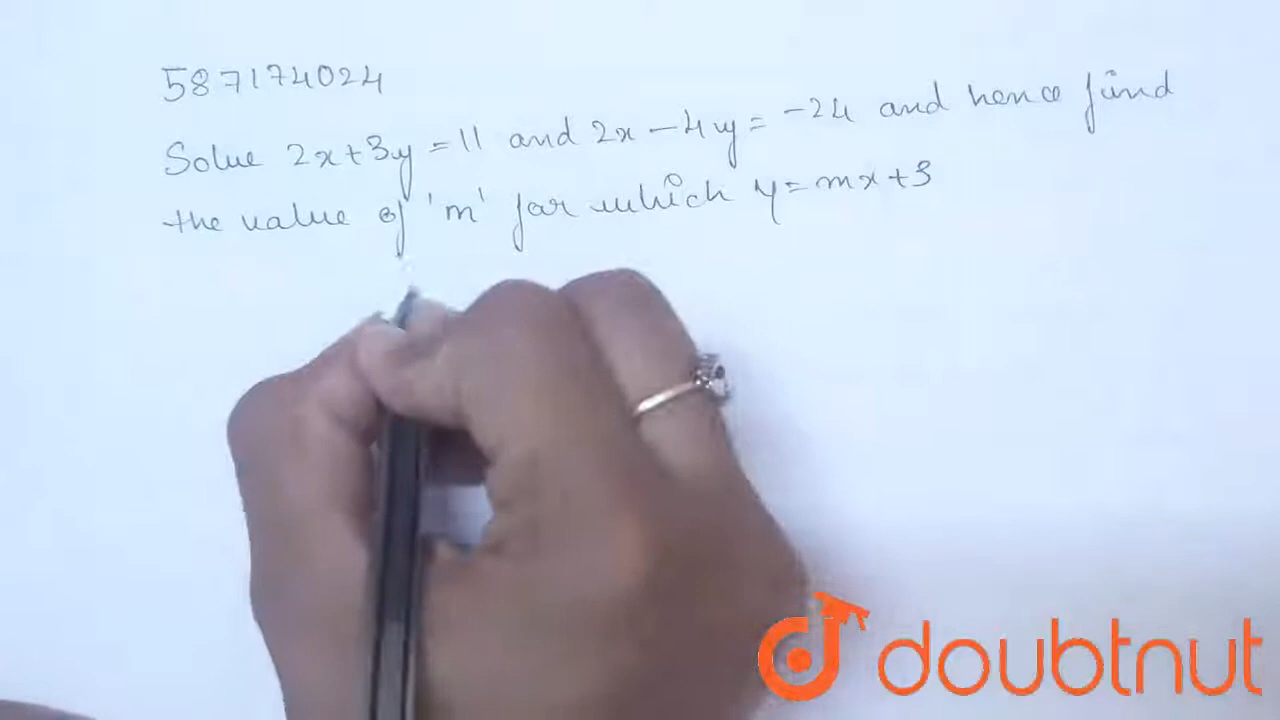 587174024
Solve 2x+3y = 11 and 2x - 4y = -24 and hence find
the value of 'm' for which y = mx+3
doubtnut